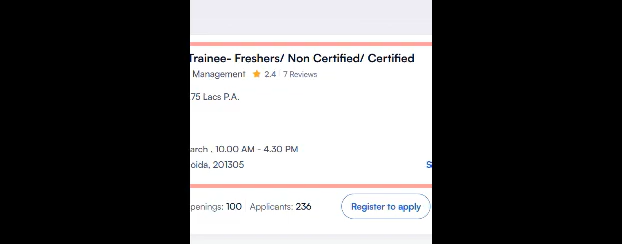 Trainee- Freshers/ Non Certified/ Certified
Management 2.4 7 Reviews
75 Lacs P.A.
arch , 10.00 AM - 4.30 PM
oida, 201305
S
penings: 100 Applicants: 236 Register to apply